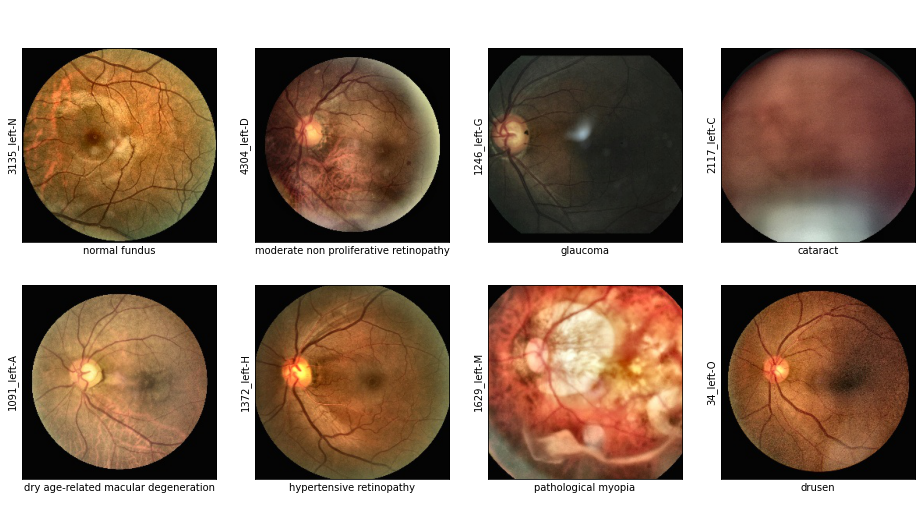 3135_left-N
normal fundus
4304_left-D
moderate non proliferative retinopathy
1246_left-G
glaucoma
2117_left-C
cataract
1091_left-A
dry age-related macular degeneration
1372_left-H
hypertensive retinopathy
1629_left-M
pathological myopia
34_left-O
drusen